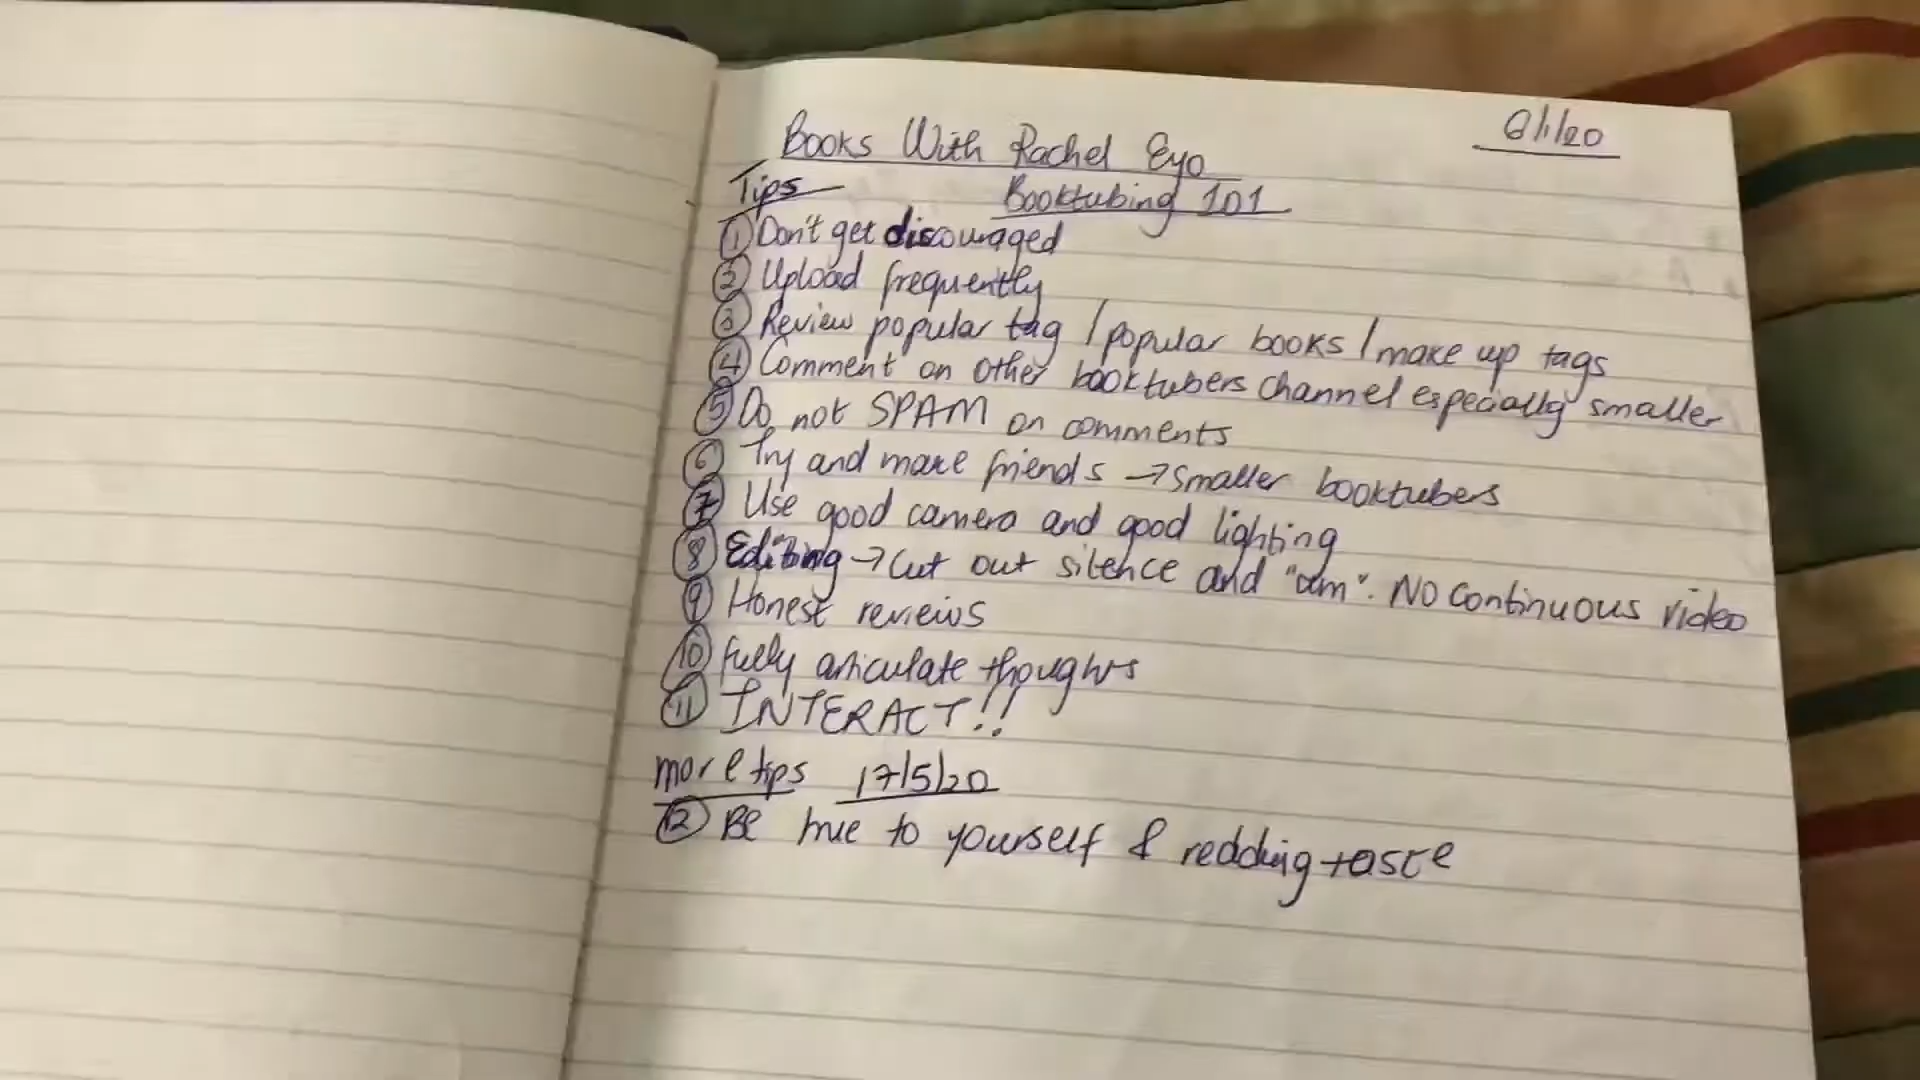 8/1/20
Books With Rachel Eyo
Tips
Booktubing 101
① Don't get discouraged
② Upload frequently
③ Review popular tag / popular books / make up tags
④ Comment on other booktubers channel especially smaller
⑤ Do not SPAM on comments
⑥ Try and make friends → smaller booktubers
⑦ Use good camera and good lighting
⑧ Editing → Cut out silence and "um". NO continuous video
⑨ Honest reviews
⑩ fully articulate thoughts
⑪ INTERACT!!
more tips 17/5/20
⑫ Be true to yourself & redding taste